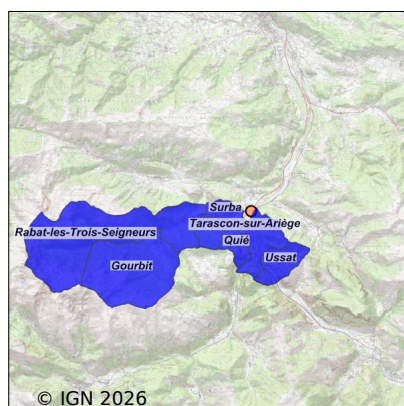 Surba
Rabat-les-Trois-Seigneurs
Tarascon-sur-Ariège
Quié
Gourbit
Ussat
© IGN 2026